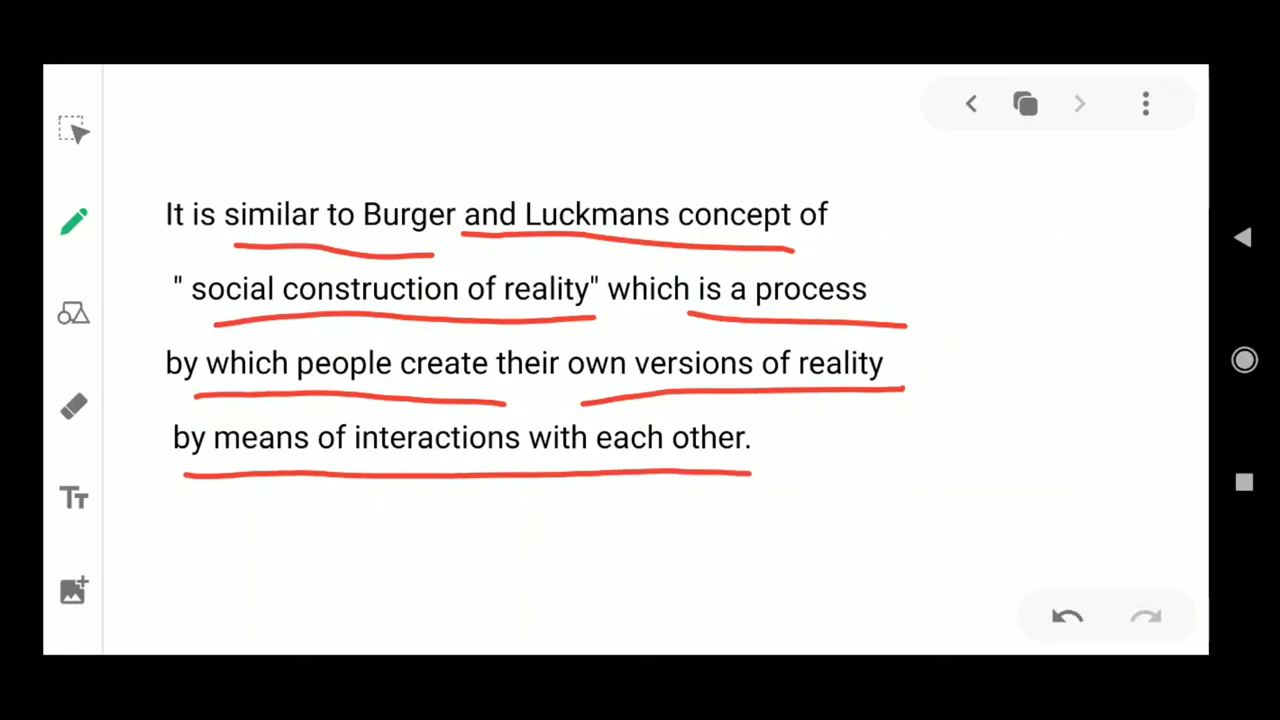 It is similar to Burger and Luckmans concept of
" social construction of reality" which is a process
by which people create their own versions of reality
by means of interactions with each other.